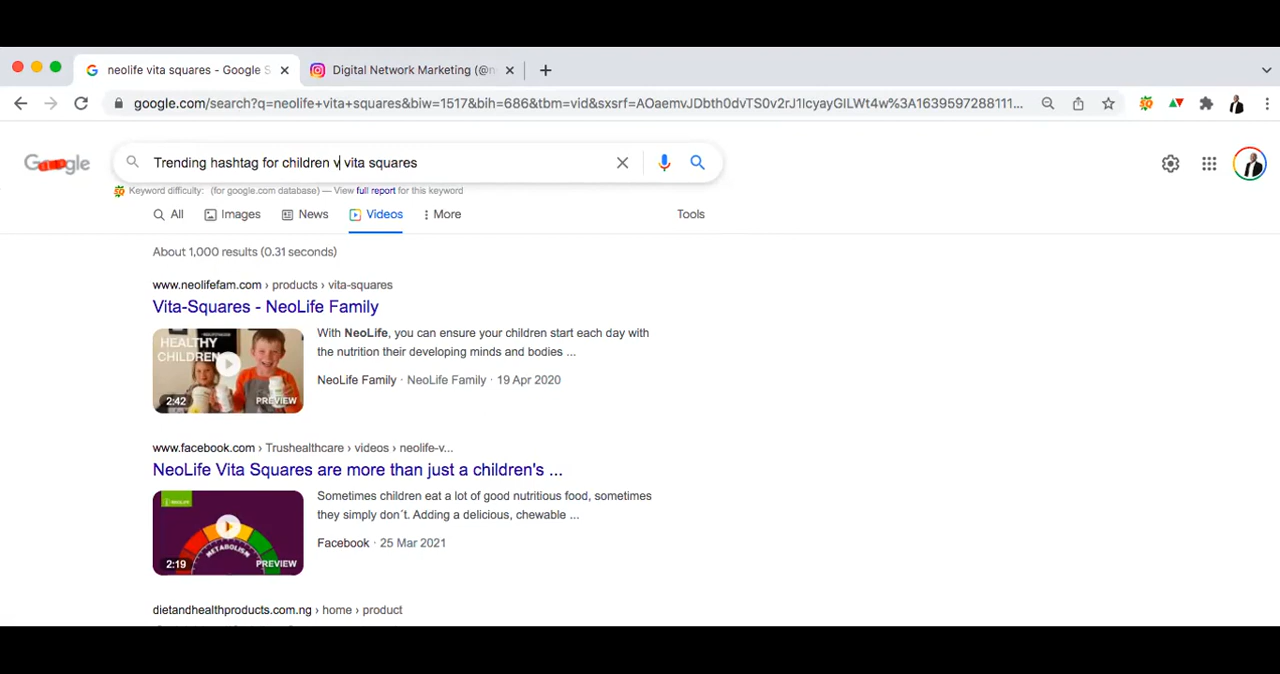 neolife vita squares - Google S
Digital Network Marketing (@n
google.com/search?q=neolife+vita+squares&biw=1517&bih=686&tbm=vid&sxsrf=AOaemvJDbth0dvTS0v2rJ1lcyayGlLWt4w%3A1639597288111...
Google
Trending hashtag for children v vita squares
Keyword difficulty: (for google.com database) — View full report for this keyword
All Images News Videos More Tools
About 1,000 results (0.31 seconds)
www.neolifefam.com › products › vita-squares
Vita-Squares - NeoLife Family
HEALTHY
CHILDREN
2:42 PREVIEW
With NeoLife, you can ensure your children start each day with
the nutrition their developing minds and bodies ...
NeoLife Family · NeoLife Family · 19 Apr 2020
www.facebook.com › Trushealthcare › videos › neolife-v...
NeoLife Vita Squares are more than just a children's ...
METABOLISM
2:19 PREVIEW
Sometimes children eat a lot of good nutritious food, sometimes
they simply don´t. Adding a delicious, chewable ...
Facebook · 25 Mar 2021
dietandhealthproducts.com.ng › home › product